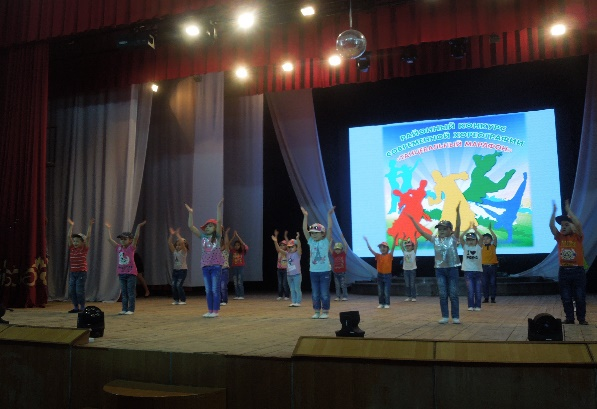 РАЙОННЫЙ КОНКУРС
СОВРЕМЕННОЙ ХОРЕОГРАФИИ
«ТАНЦЕВАЛЬНЫЙ МАРАФОН»